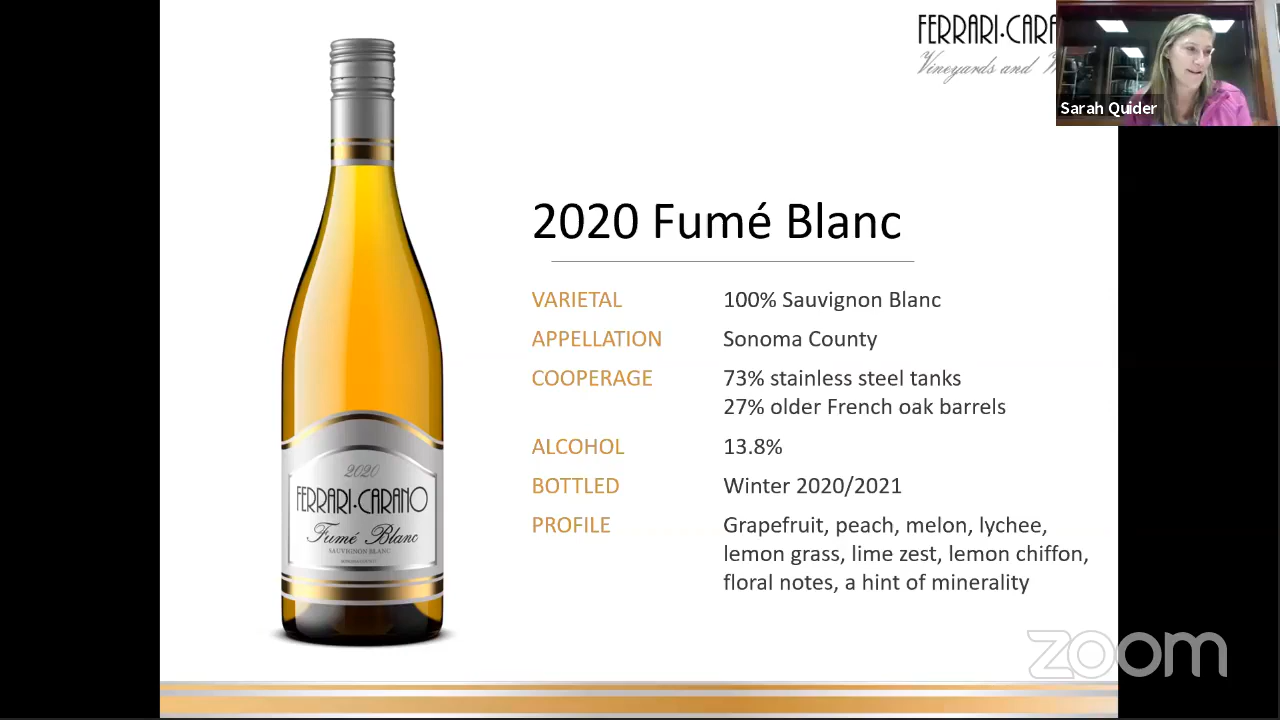 FERRARI·CARA
Vineyards and W
Sarah Quider
2020 Fumé Blanc
VARIETAL 100% Sauvignon Blanc
APPELLATION Sonoma County
COOPERAGE 73% stainless steel tanks
27% older French oak barrels
ALCOHOL 13.8%
BOTTLED Winter 2020/2021
PROFILE Grapefruit, peach, melon, lychee,
lemon grass, lime zest, lemon chiffon,
floral notes, a hint of minerality
2020
FERRARI·CARANO
Fumé Blanc
SAUVIGNON BLANC
SONOMA COUNTY
zoom